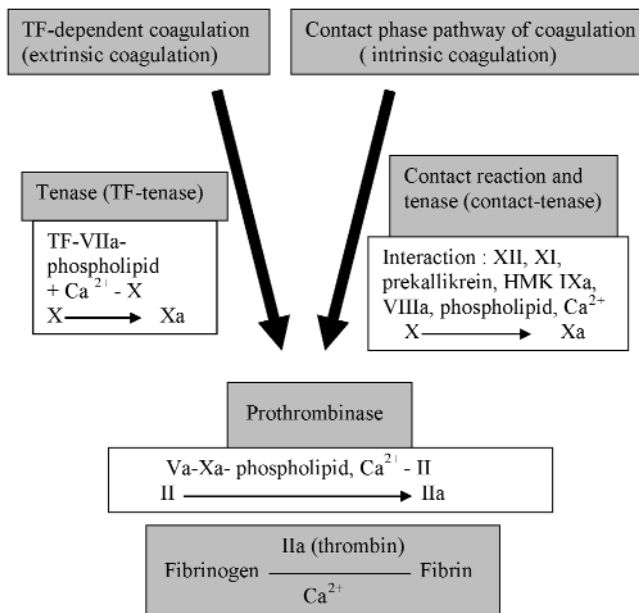 TF-dependent coagulation
(extrinsic coagulation)
Contact phase pathway of coagulation
( intrinsic coagulation)
Tenase (TF-tenase)
TF-VIIa-
phospholipid
+ Ca 2+ - X
X Xa
Contact reaction and
tenase (contact-tenase)
Interaction : XII, XI,
prekallikrein, HMK IXa,
VIIIa, phospholipid, Ca2+
X Xa
Prothrombinase
Va-Xa- phospholipid, Ca2+ - II
II IIa
IIa (thrombin)
Fibrinogen Fibrin
Ca2+